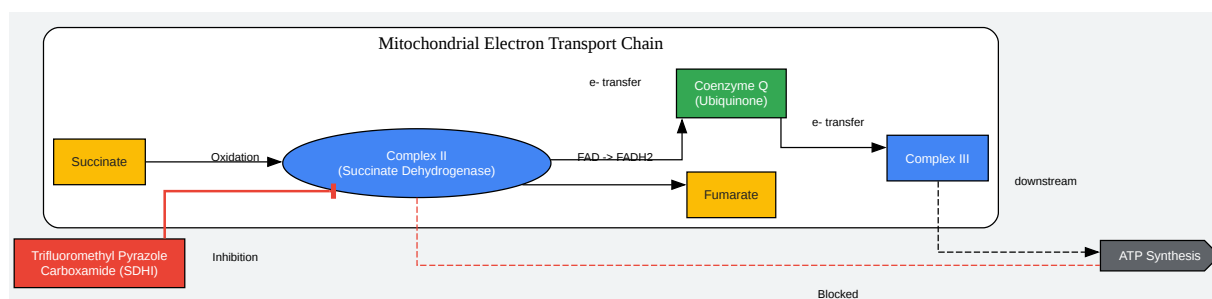 Mitochondrial Electron Transport Chain
e- transfer
Coenzyme Q
(Ubiquinone)
e- transfer
Succinate
Oxidation
Complex II
(Succinate Dehydrogenase)
FAD -> FADH2
Complex III
Fumarate
downstream
Trifluoromethyl Pyrazole
Carboxamide (SDHI)
Inhibition
ATP Synthesis
Blocked